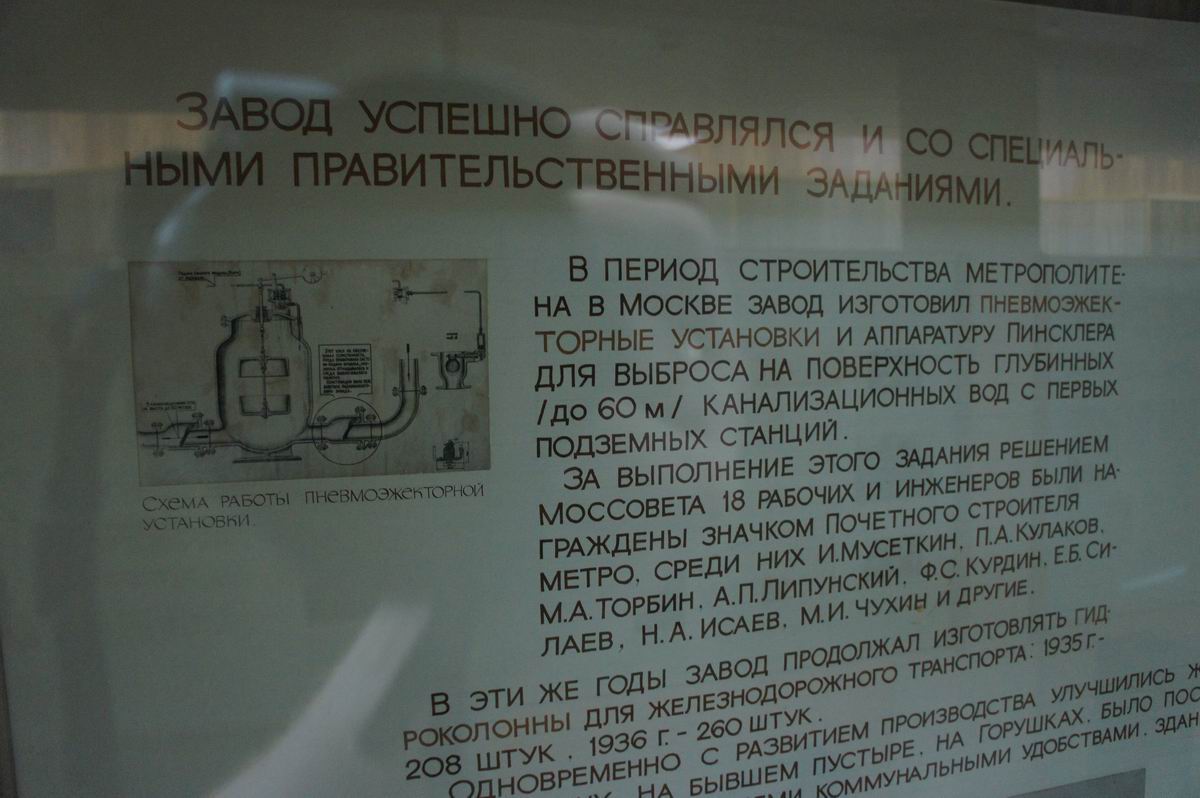 ЗАВОД УСПЕШНО СПРАВЛЯЛСЯ И СО СПЕЦИАЛЬ-
НЫМИ ПРАВИТЕЛЬСТВЕННЫМИ ЗАДАНИЯМИ.
СХЕМА РАБОТЫ ПНЕВМОЭЖЕКТОРНОЙ
УСТАНОВКИ.
В ПЕРИОД СТРОИТЕЛЬСТВА МЕТРОПОЛИТЕ-
НА В МОСКВЕ ЗАВОД ИЗГОТОВИЛ ПНЕВМОЭЖЕК-
ТОРНЫЕ УСТАНОВКИ И АППАРАТУРУ ПИНСКЛЕРА
ДЛЯ ВЫБРОСА НА ПОВЕРХНОСТЬ ГЛУБИННЫХ
/ДО 60 М/ КАНАЛИЗАЦИОННЫХ ВОД С ПЕРВЫХ
ПОДЗЕМНЫХ СТАНЦИЙ.
ЗА ВЫПОЛНЕНИЕ ЭТОГО ЗАДАНИЯ РЕШЕНИЕМ
МОССОВЕТА 18 РАБОЧИХ И ИНЖЕНЕРОВ БЫЛИ НА-
ГРАЖДЕНЫ ЗНАЧКОМ ПОЧЕТНОГО СТРОИТЕЛЯ
МЕТРО, СРЕДИ НИХ И.МУСЕТКИН, П.А.КУЛАКОВ,
М.А.ТОРБИН, А.П.ЛИПУНСКИЙ, Ф.С.КУРДИН, Е.Б.СИ-
ЛАЕВ, Н.А.ИСАЕВ, М.И.ЧУХИН И ДРУГИЕ.
В ЭТИ ЖЕ ГОДЫ ЗАВОД ПРОДОЛЖАЛ ИЗГОТОВЛЯТЬ ГИД-
РОКОЛОННЫ ДЛЯ ЖЕЛЕЗНОДОРОЖНОГО ТРАНСПОРТА: 1935 Г.-
208 ШТУК, 1936 Г.- 260 ШТУК.
ОДНОВРЕМЕННО С РАЗВИТИЕМ ПРОИЗВОДСТВА УЛУЧШИЛИСЬ Ж
НА БЫВШЕМ ПУСТЫРЕ, НА ГОРУШКАХ, БЫЛО ПОС
КОММУНАЛЬНЫМИ УДОБСТВАМИ, ЗДАН